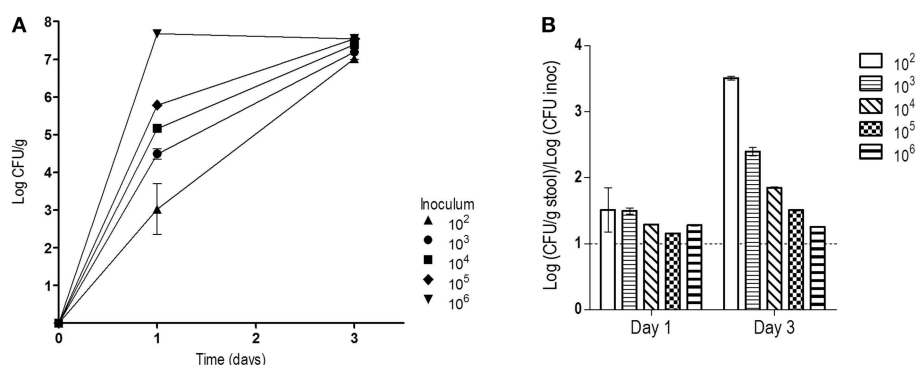 A
Log CFU/g
7
6
5
4
3
2
1
0 1 2 3
Time (days)
Inoculum
10²
10³
10⁴
10⁵
10⁶
B
Log (CFU/g stool)/Log (CFU inoc)
4
3
2
1
0
Day 1 Day 3
10²
10³
10⁴
10⁵
10⁶